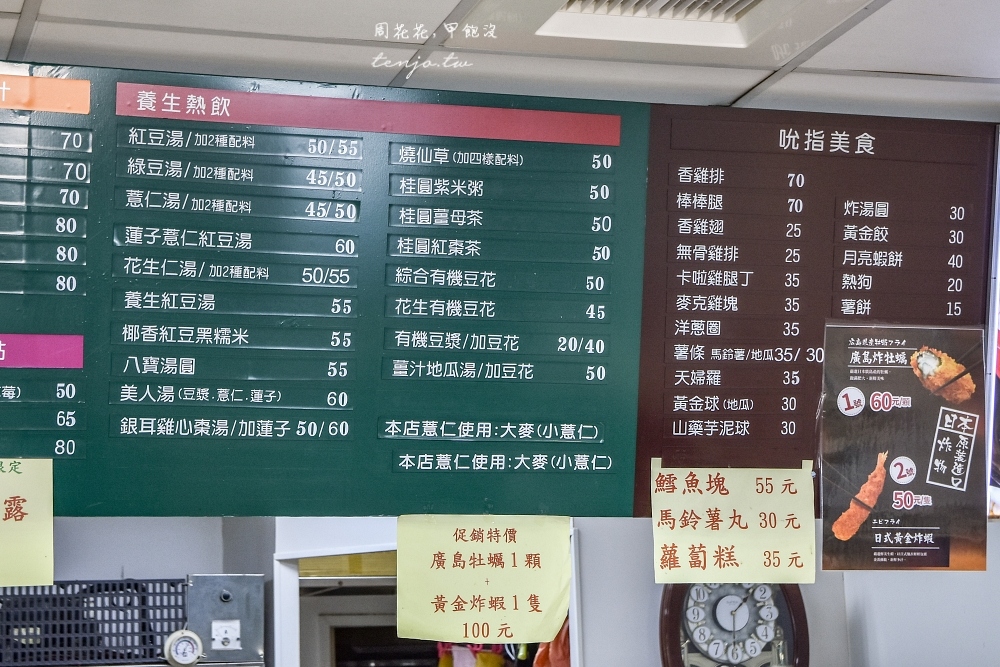 周花花,甲飽沒
tenjo.tw
汁
70
70
70
80
80
80
點
莓) 50
65
80
限定
露
養生熱飲
紅豆湯/加2種配料 50/55
綠豆湯/加2種配料 45/50
薏仁湯/加2種配料 45/50
蓮子薏仁紅豆湯 60
花生仁湯/加2種配料 50/55
養生紅豆湯 55
椰香紅豆黑糯米 55
八寶湯圓 55
美人湯(豆漿.薏仁.蓮子) 60
銀耳雞心棗湯/加蓮子 50/60
燒仙草(加四樣配料) 50
桂圓紫米粥 50
桂圓薑母茶 50
桂圓紅棗茶 50
綜合有機豆花 50
花生有機豆花 45
有機豆漿/加豆花 20/40
薑汁地瓜湯/加豆花 50
本店薏仁使用:大麥(小薏仁)
本店薏仁使用:大麥(小薏仁)
吮指美食
香雞排 70
棒棒腿 70
香雞翅 25
無骨雞排 25
卡啦雞腿丁 35
麥克雞塊 35
洋蔥圈 35
薯條 馬鈴薯/地瓜 35/30
天婦羅 35
黃金球(地瓜) 30
山藥芋泥球 30
炸湯圓 30
黃金餃 30
月亮蝦餅 40
熱狗 20
薯餅 15
廣島炸牡蠣
1號 60元/顆
日本原裝進口
炸物
2號
50元/隻
エビフライ
日式黃金炸蝦
鱈魚塊 55元
馬鈴薯丸 30元
蘿蔔糕 35元
促銷特價
廣島牡蠣1顆
+
黃金炸蝦1隻
100元